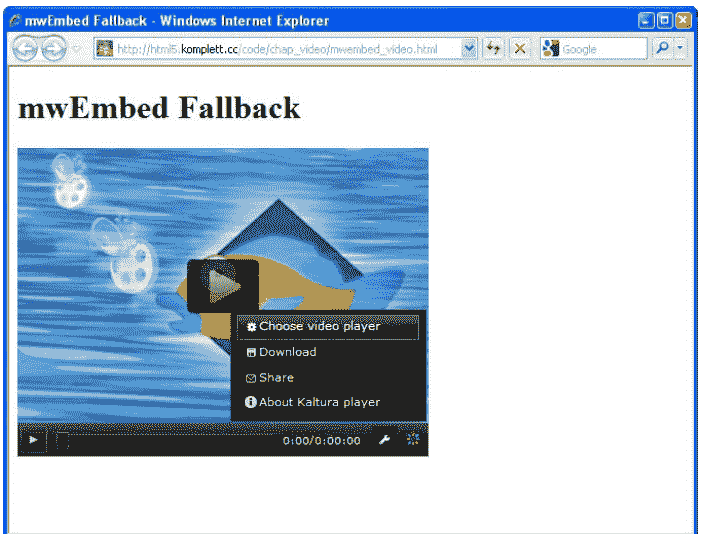 mwEmbed Fallback - Windows Internet Explorer
http://html5.komplett.cc/code/chap_video/mwembed_video.html
Google
mwEmbed Fallback
Choose video player
Download
Share
About Kaltura player
0:00/0:00:00